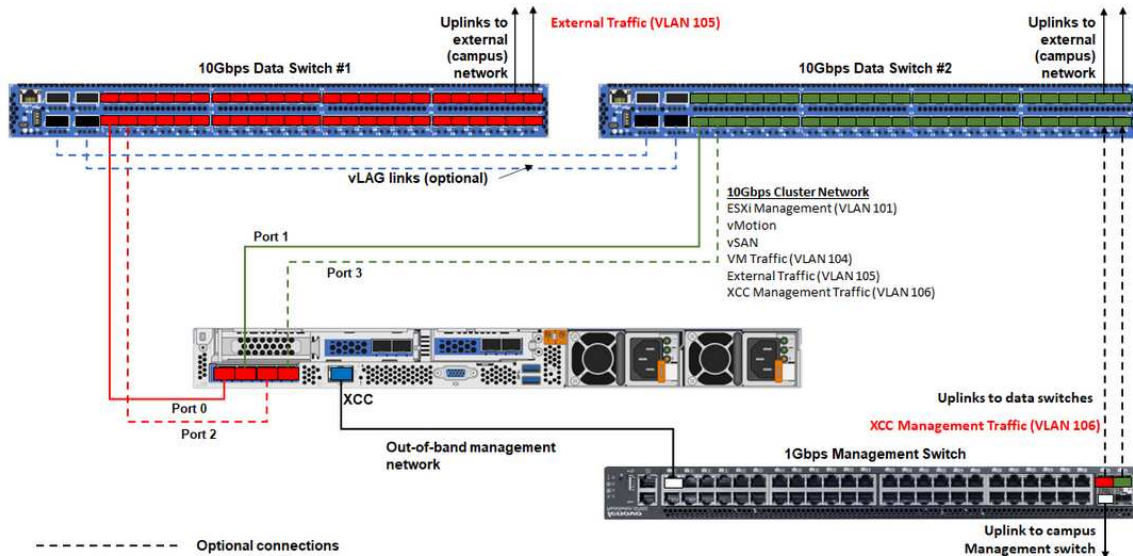 Uplinks to
external
(campus)
network
External Traffic (VLAN 105)
Uplinks to
external
(campus)
network
10Gbps Data Switch #1
10Gbps Data Switch #2
vLAG links (optional)
10Gbps Cluster Network
ESXi Management (VLAN 101)
vMotion
vSAN
VM Traffic (VLAN 104)
External Traffic (VLAN 105)
XCC Management Traffic (VLAN 106)
Port 1
Port 3
XCC
Port 0
Port 2
Uplinks to data switches
XCC Management Traffic (VLAN 106)
Out-of-band management
network
1Gbps Management Switch
Uplink to campus
Management switch
Optional connections